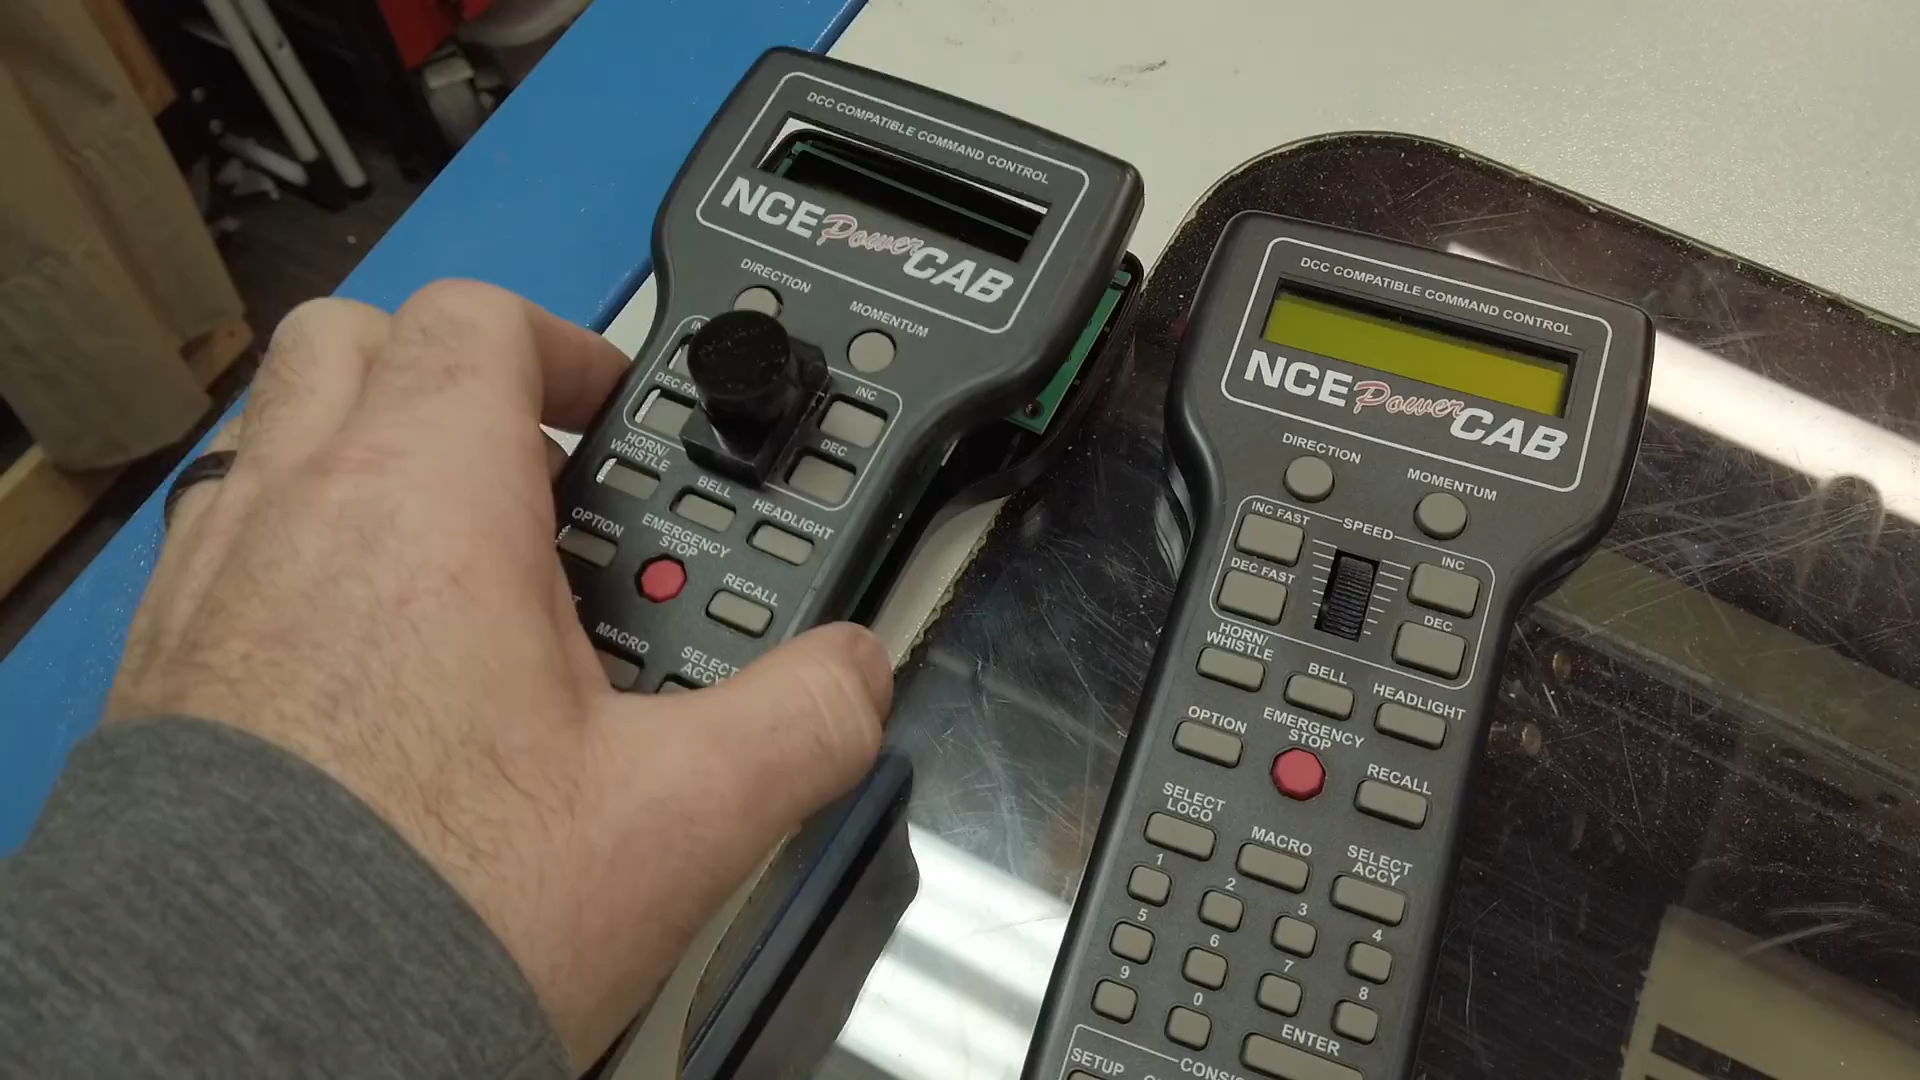 DCC COMPATIBLE COMMAND CONTROL
NCE Power CAB
DIRECTION
MOMENTUM
INC
DEC FA
DEC
HORN/
WHISTLE
BELL
HEADLIGHT
OPTION
EMERGENCY
STOP
RECALL
MACRO
SELECT
ACCY
DCC COMPATIBLE COMMAND CONTROL
NCE Power CAB
DIRECTION
MOMENTUM
INC FAST
SPEED
INC
DEC FAST
DEC
HORN/
WHISTLE
BELL
HEADLIGHT
OPTION
EMERGENCY
STOP
RECALL
SELECT
LOCO
MACRO
SELECT
ACCY
1
2
3
4
5
6
7
8
9
0
ENTER
SETUP
CONSIS